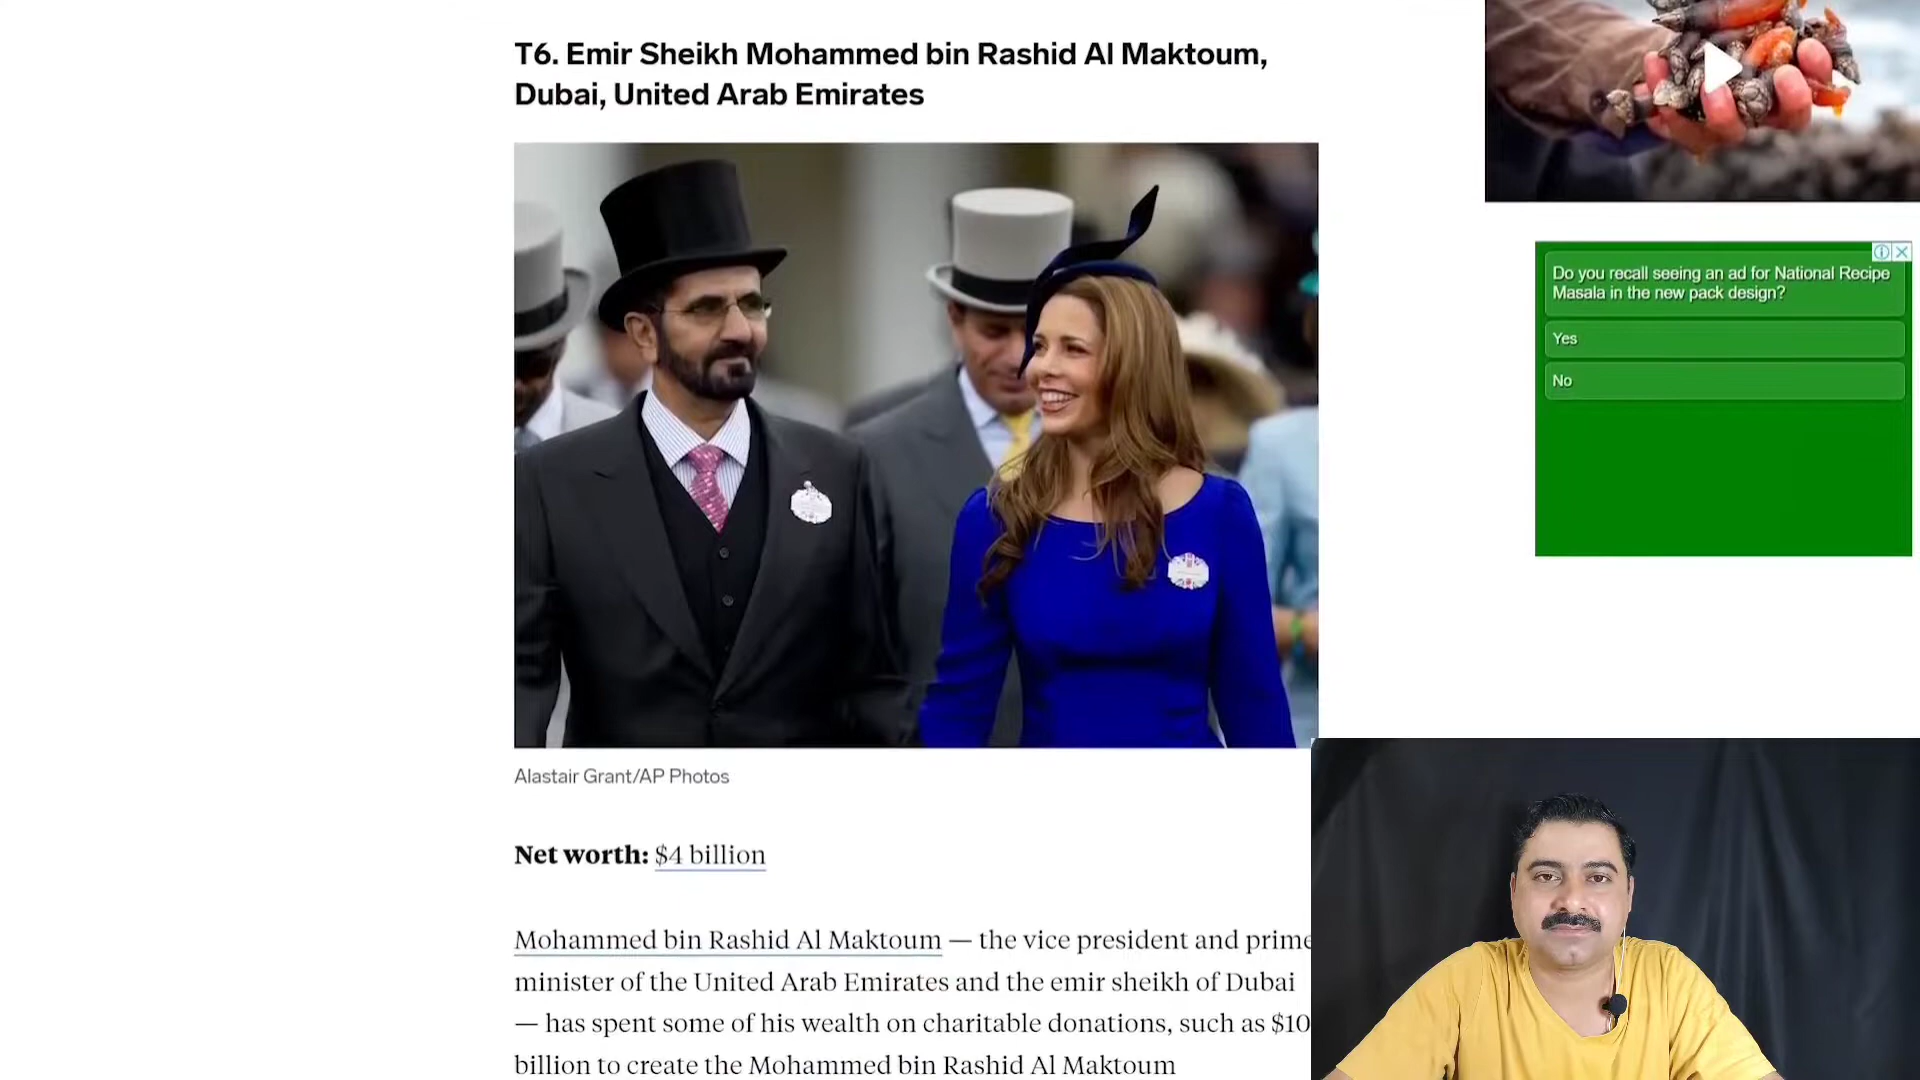 T6. Emir Sheikh Mohammed bin Rashid Al Maktoum,
Dubai, United Arab Emirates
Do you recall seeing an ad for National Recipe
Masala in the new pack design?
Yes
No
Alastair Grant/AP Photos
Net worth: $4 billion
Mohammed bin Rashid Al Maktoum — the vice president and prime
minister of the United Arab Emirates and the emir sheikh of Dubai
— has spent some of his wealth on charitable donations, such as $10
billion to create the Mohammed bin Rashid Al Maktoum